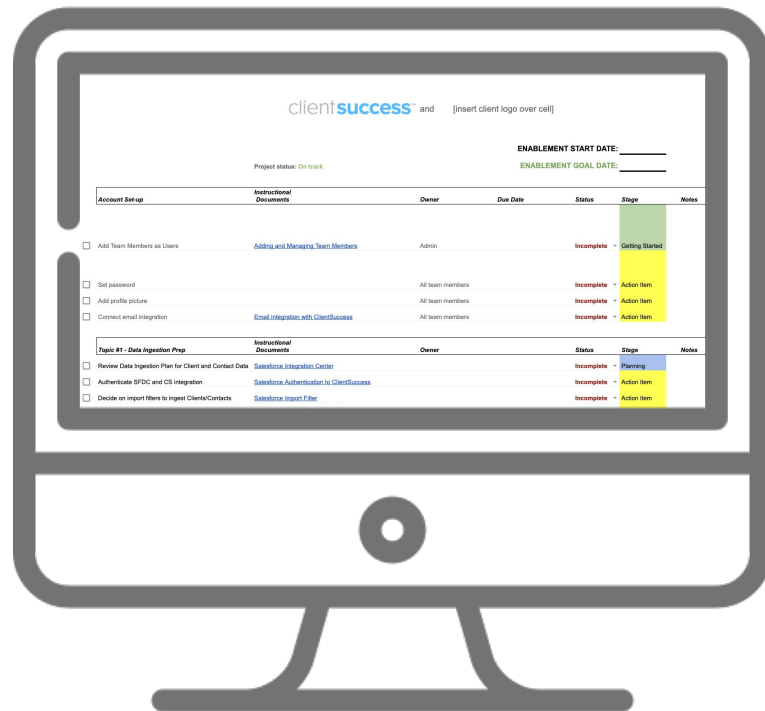 clientsuccess™ and [insert client logo over cell]
ENABLEMENT START DATE:
Project status: On track ENABLEMENT GOAL DATE:
Account Set-up Instructional Documents Owner Due Date Status Stage Notes
Add Team Members as Users Adding and Managing Team Members Admin Incomplete Getting Started
Set password All team members Incomplete Action Item
Add profile picture All team members Incomplete Action Item
Connect email integration Email integration with ClientSuccess All team members Incomplete Action Item
Topic #1 - Data Ingestion Prep Instructional Documents Owner Status Stage Notes
Review Data Ingestion Plan for Client and Contact Data Salesforce Integration Center Incomplete Planning
Authenticate SFDC and CS integration Salesforce Authentication to ClientSuccess Incomplete Action Item
Decide on import filters to ingest Clients/Contacts Salesforce Import Filter Incomplete Action Item